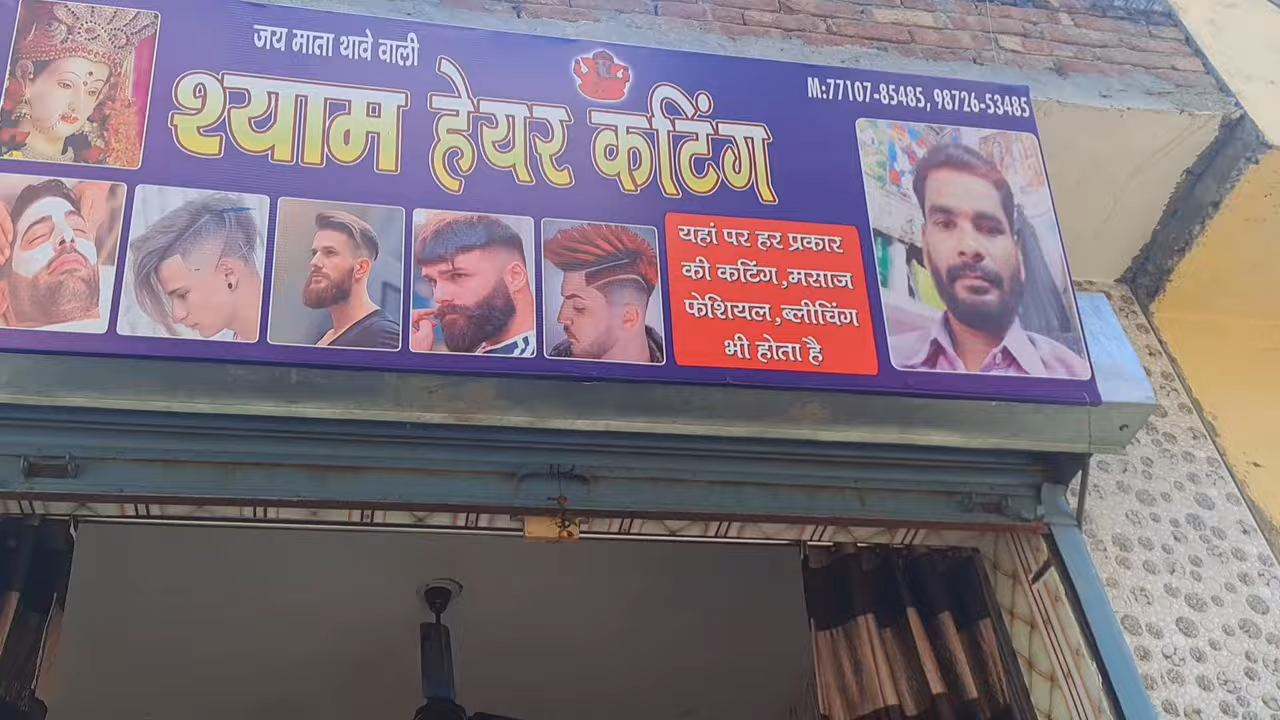 जय माता थावे वाली
M:77107-85485, 98726-53485
श्याम हेयर कटिंग
यहां पर हर प्रकार
की कटिंग,मसाज
फेशियल,ब्लीचिंग
भी होता है